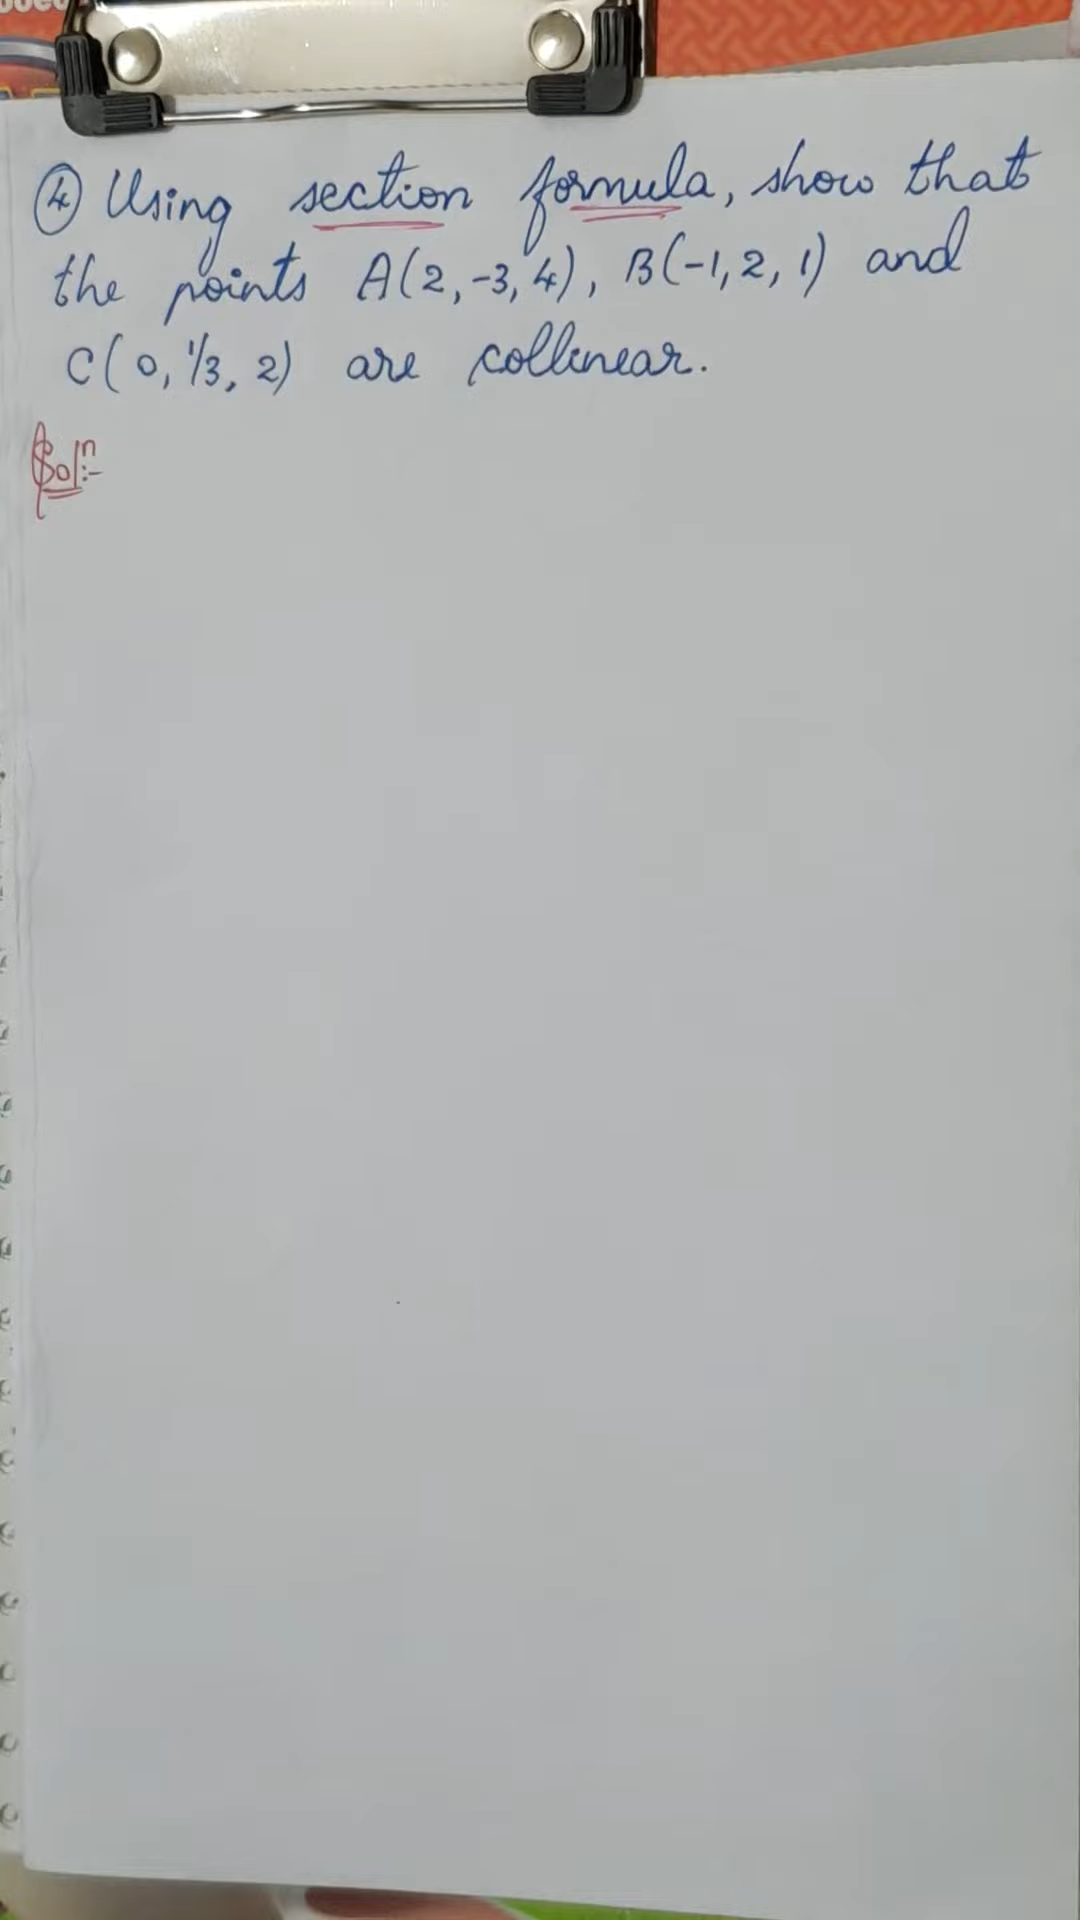 ④ Using section formula, show that
the points A(2,-3,4), B(-1,2,1) and
C(0,1/3,2) are collinear.
Solⁿ:-